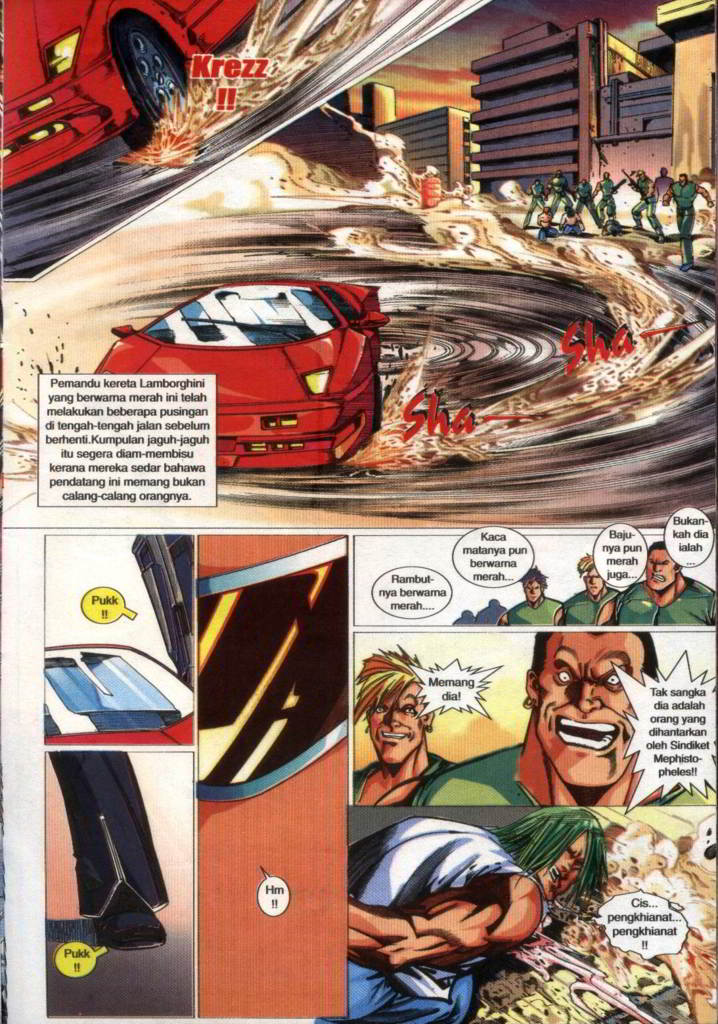 Krezz
!!
Sha
Sha
Pemandu kereta Lamborghini
yang berwarna merah ini telah
melakukan beberapa pusingan
di tengah-tengah jalan sebelum
berhenti.Kumpulan jaguh-jaguh
itu segera diam-membisu
kerana mereka sedar bahawa
pendatang ini memang bukan
calang-calang orangnya.
Pukk
!!
Pukk
!!
Hm
!!
Rambut-
nya berwarna
merah....
Kaca
matanya pun
berwarna
merah...
Baju-
nya pun
merah
juga...
Bukan-
kah dia
ialah
...
Memang
dia!
Tak sangka
dia adalah
orang yang
dihantarkan
oleh Sindiket
Mephisto-
pheles!!
Cis...
pengkhianat...
pengkhianat
!!